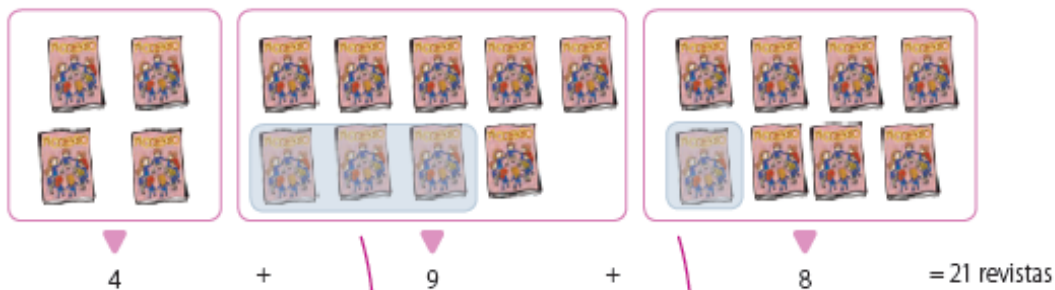 4 + 9 + 8 = 21 revistas